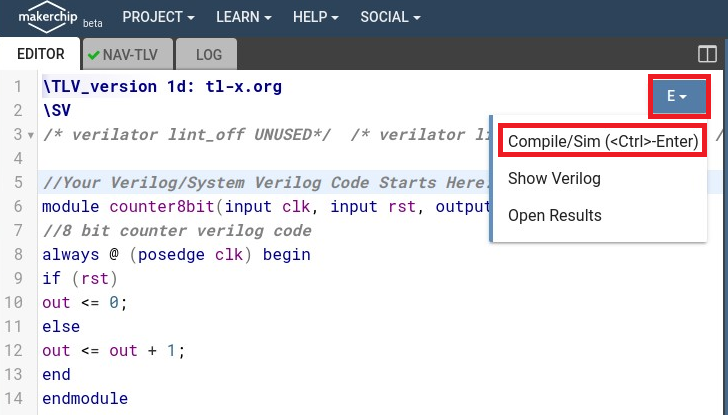 makerchip beta PROJECT LEARN HELP SOCIAL
EDITOR NAV-TLV LOG
1 \TLV_version 1d: tl-x.org
E
2 \SV
3 /* verilator lint_off UNUSED*/ /* verilator li /
Compile/Sim (<Ctrl>-Enter)
4
Show Verilog
5 //Your Verilog/System Verilog Code Starts Here
6 module counter8bit(input clk, input rst, output
Open Results
7 //8 bit counter verilog code
8 always @ (posedge clk) begin
9 if (rst)
10 out <= 0;
11 else
12 out <= out + 1;
13 end
14 endmodule